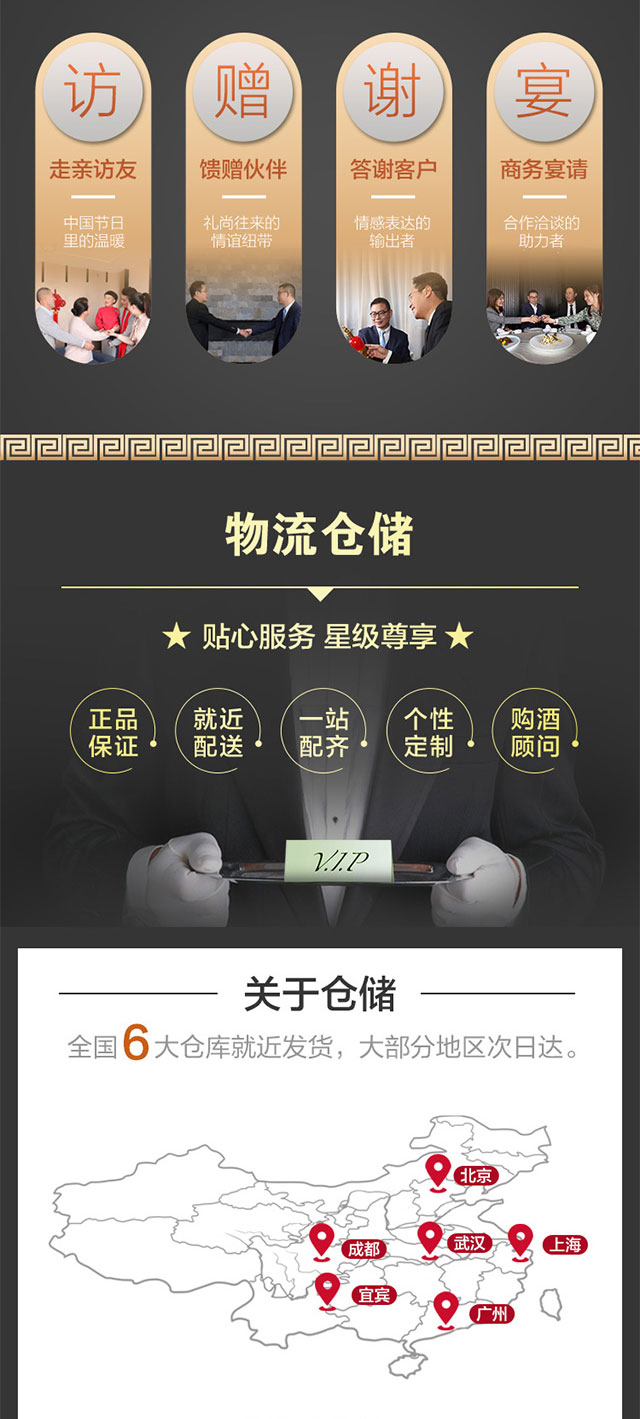 访
走亲访友
中国节日
里的温暖
赠
馈赠伙伴
礼尚往来的
情谊纽带
谢
答谢客户
情感表达的
输出者
宴
商务宴请
合作洽谈的
助力者
物流仓储
贴心服务 星级尊享
正品
保证
就近
配送
一站
配齐
个性
定制
购酒
顾问
V.I.P
关于仓储
全国6大仓库就近发货，大部分地区次日达。
北京
成都
武汉
上海
宜宾
广州